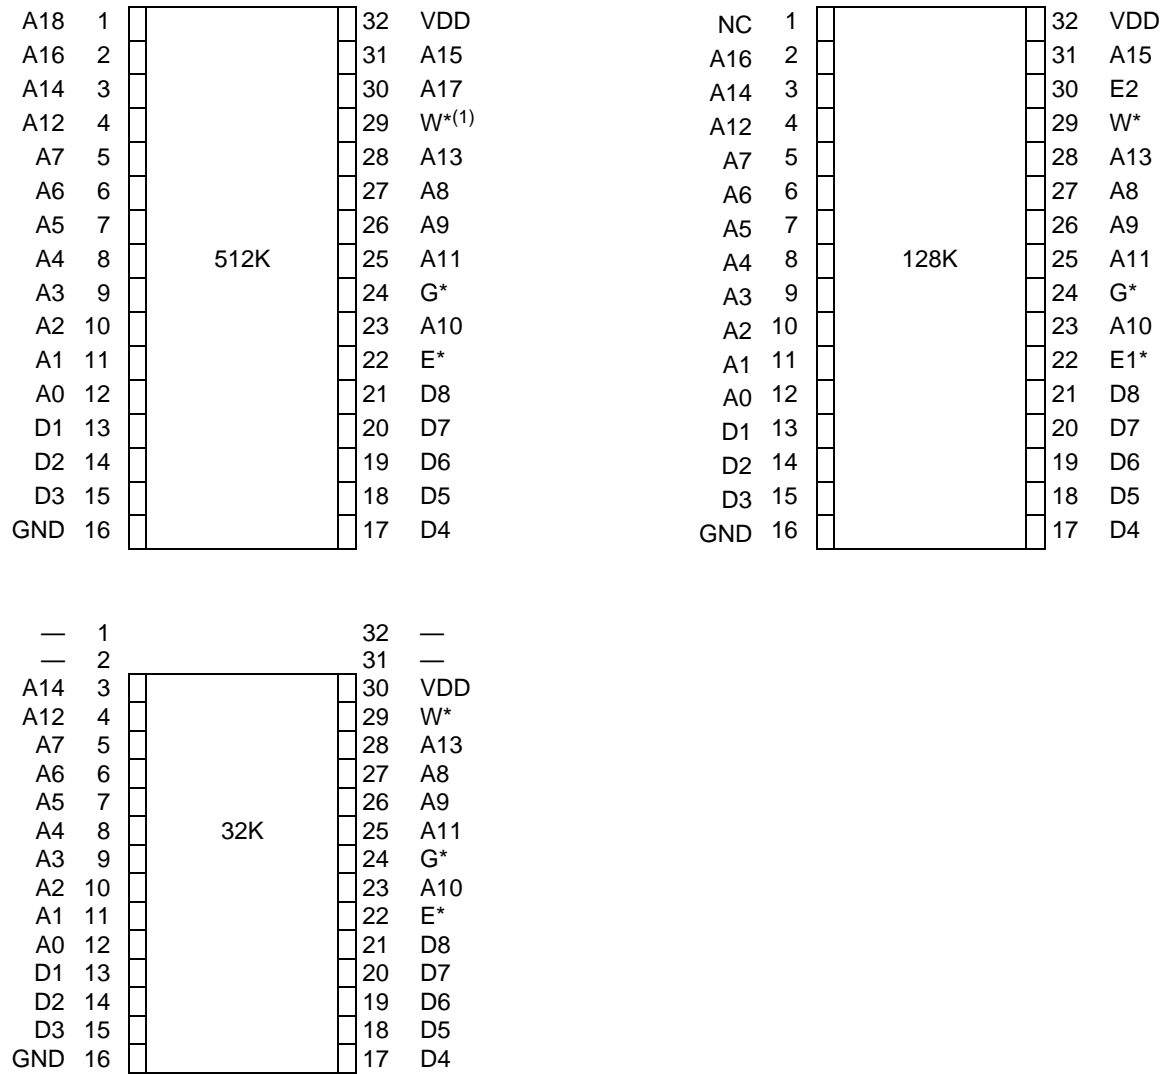 A18 1 32 VDD
A16 2 31 A15
A14 3 30 A17
A12 4 29 W*(1)
A7 5 28 A13
A6 6 27 A8
A5 7 26 A9
A4 8 512K 25 A11
A3 9 24 G*
A2 10 23 A10
A1 11 22 E*
A0 12 21 D8
D1 13 20 D7
D2 14 19 D6
D3 15 18 D5
GND 16 17 D4
NC 1 32 VDD
A16 2 31 A15
A14 3 30 E2
A12 4 29 W*
A7 5 28 A13
A6 6 27 A8
A5 7 26 A9
A4 8 128K 25 A11
A3 9 24 G*
A2 10 23 A10
A1 11 22 E1*
A0 12 21 D8
D1 13 20 D7
D2 14 19 D6
D3 15 18 D5
GND 16 17 D4
— 1 32 —
— 2 31 —
A14 3 30 VDD
A12 4 29 W*
A7 5 28 A13
A6 6 27 A8
A5 7 26 A9
A4 8 32K 25 A11
A3 9 24 G*
A2 10 23 A10
A1 11 22 E*
A0 12 21 D8
D1 13 20 D7
D2 14 19 D6
D3 15 18 D5
GND 16 17 D4